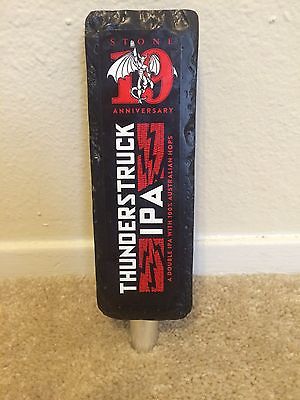 STONE
19
ANNIVERSARY
THUNDERSTRUCK
IPA
A DOUBLE IPA WITH 100% AUSTRALIAN HOPS